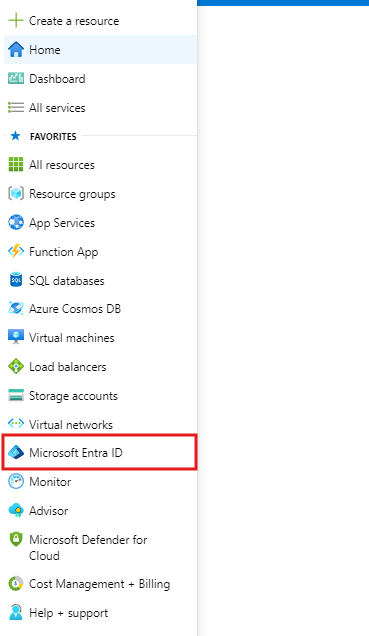 Create a resource
Home
Dashboard
All services
FAVORITES
All resources
Resource groups
App Services
Function App
SQL databases
Azure Cosmos DB
Virtual machines
Load balancers
Storage accounts
Virtual networks
Microsoft Entra ID
Monitor
Advisor
Microsoft Defender for
Cloud
Cost Management + Billing
Help + support